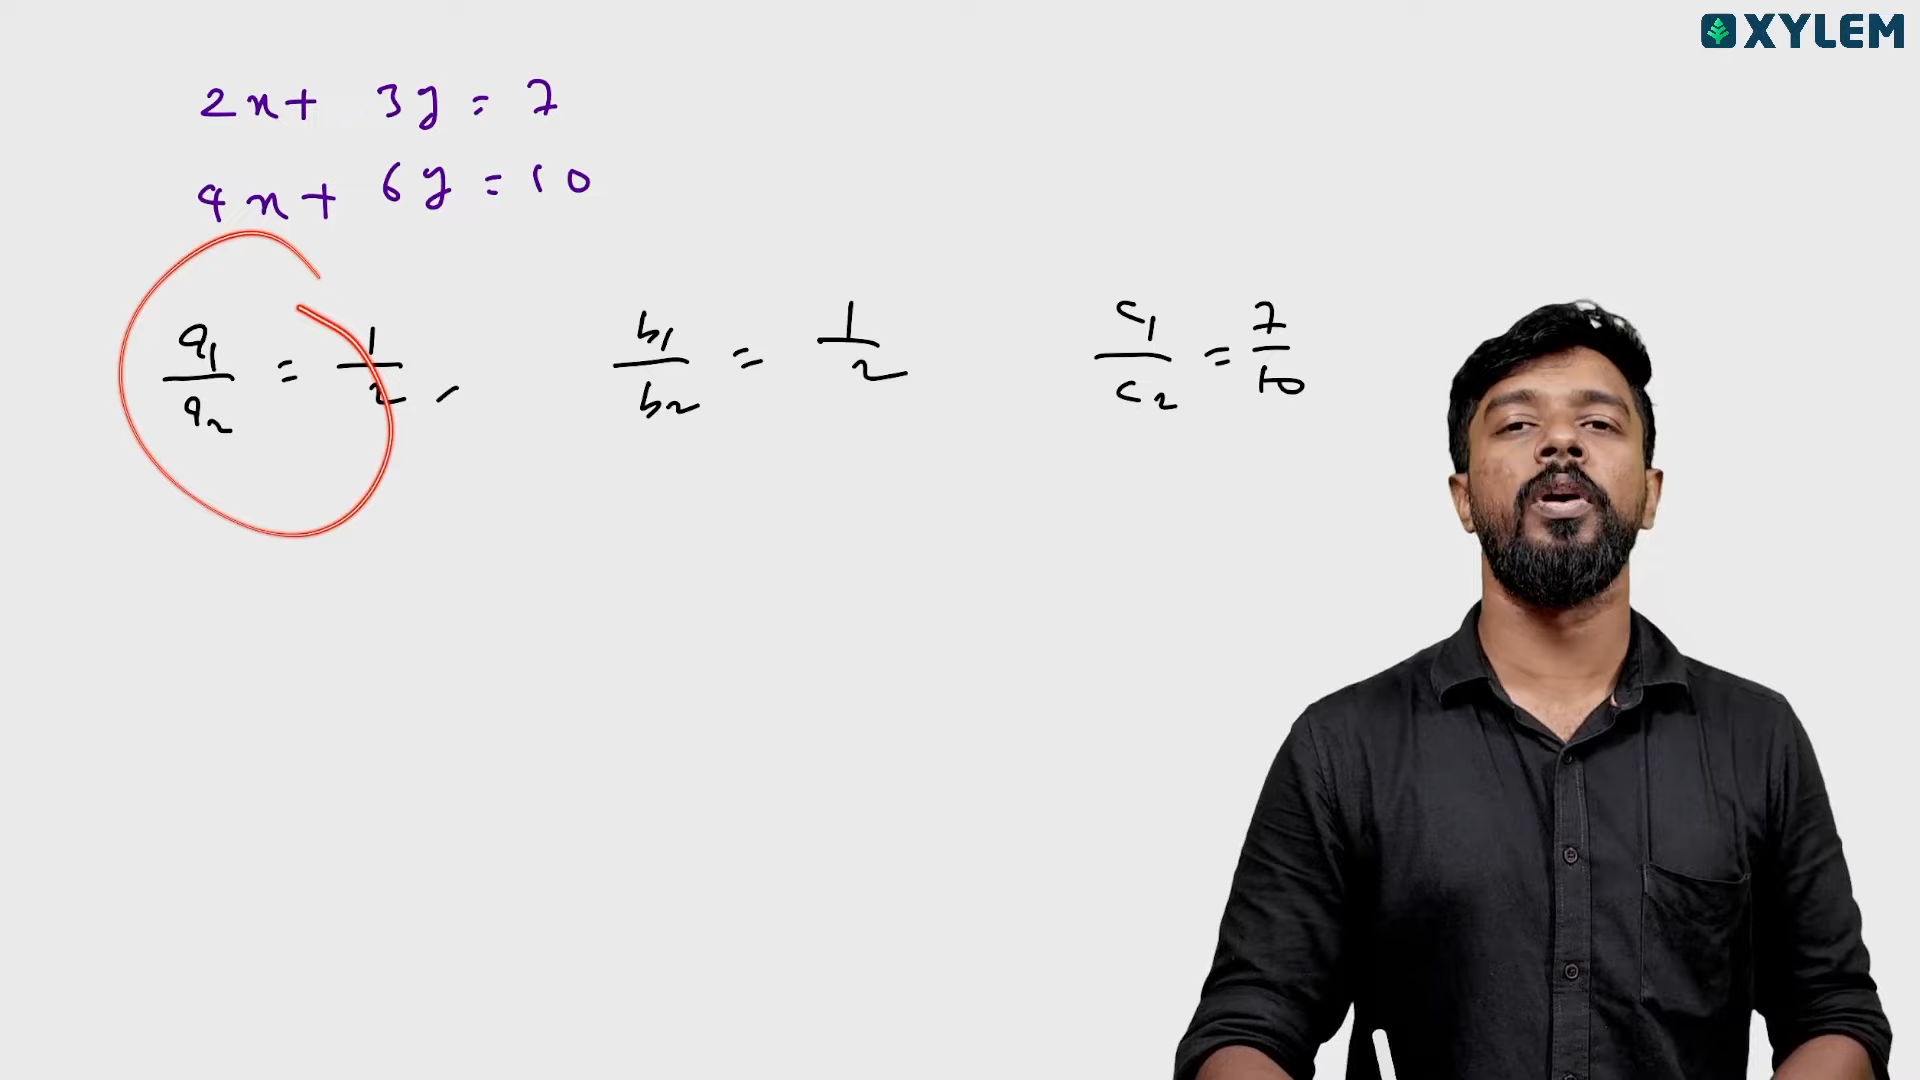 XYLEM
2x + 3y = 7
4x + 6y = 10
a1/a2 = 1/2, b1/b2 = 1/2 c1/c2 = 7/10